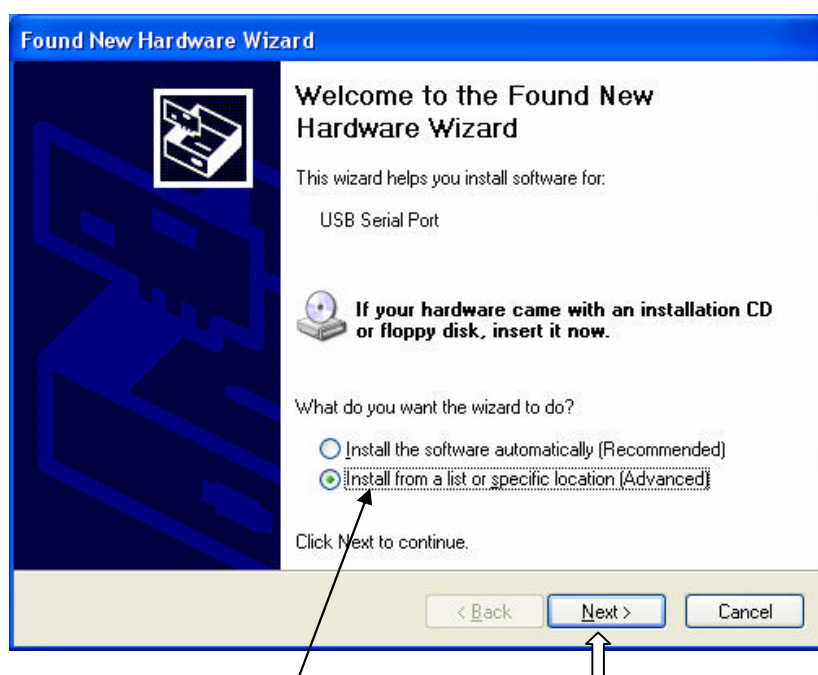 Found New Hardware Wizard
Welcome to the Found New
Hardware Wizard
This wizard helps you install software for:
USB Serial Port
If your hardware came with an installation CD
or floppy disk, insert it now.
What do you want the wizard to do?
Install the software automatically (Recommended)
Install from a list or specific location (Advanced)
Click Next to continue.
< Back Next > Cancel